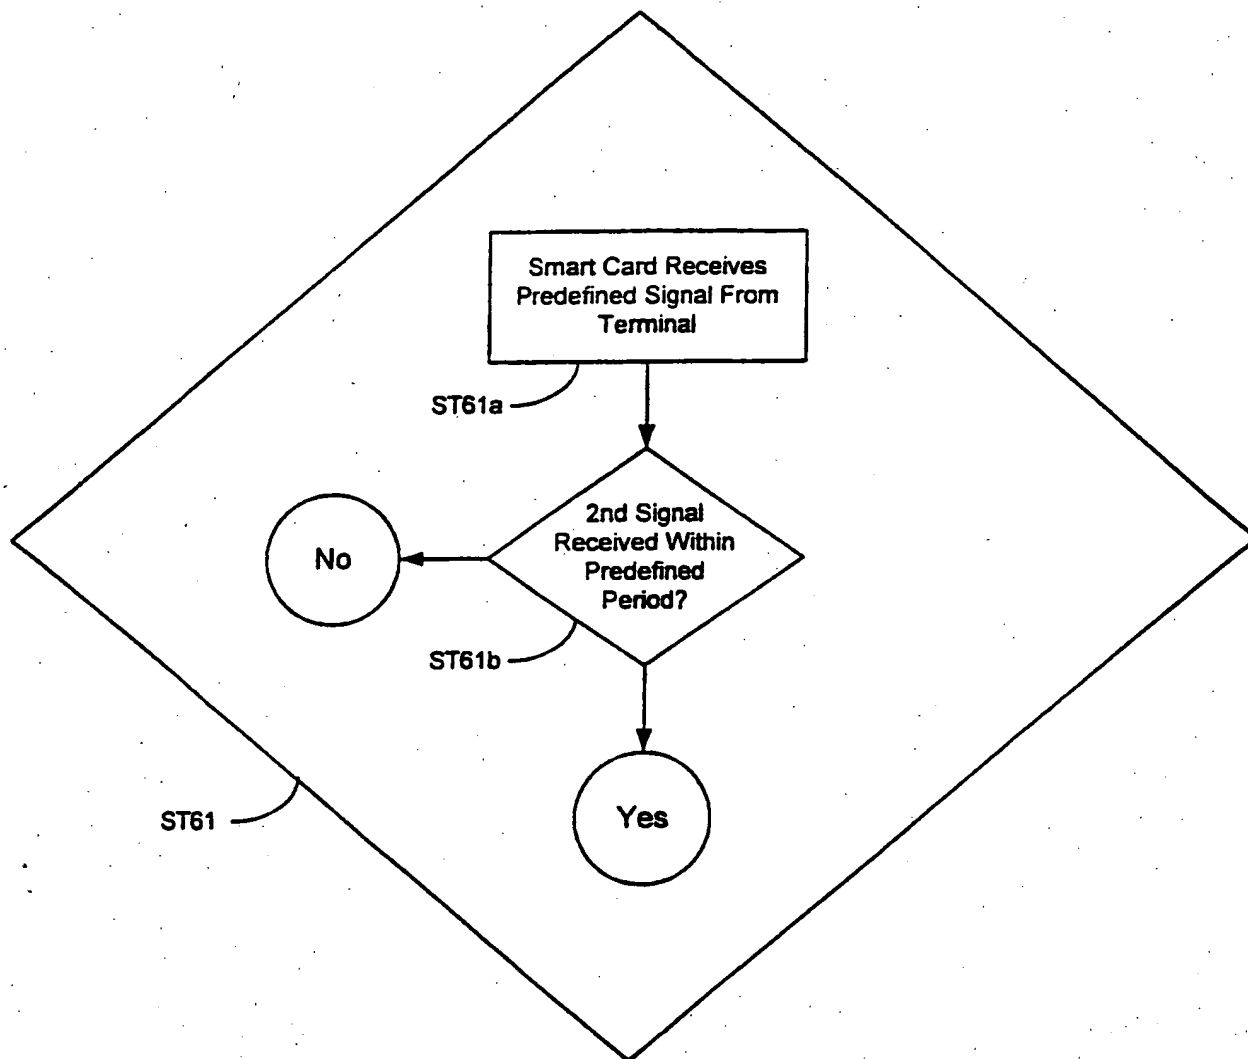 Smart Card Receives
Predefined Signal From
Terminal
ST61a
2nd Signal
Received Within
Predefined
Period?
No
ST61b
Yes
ST61